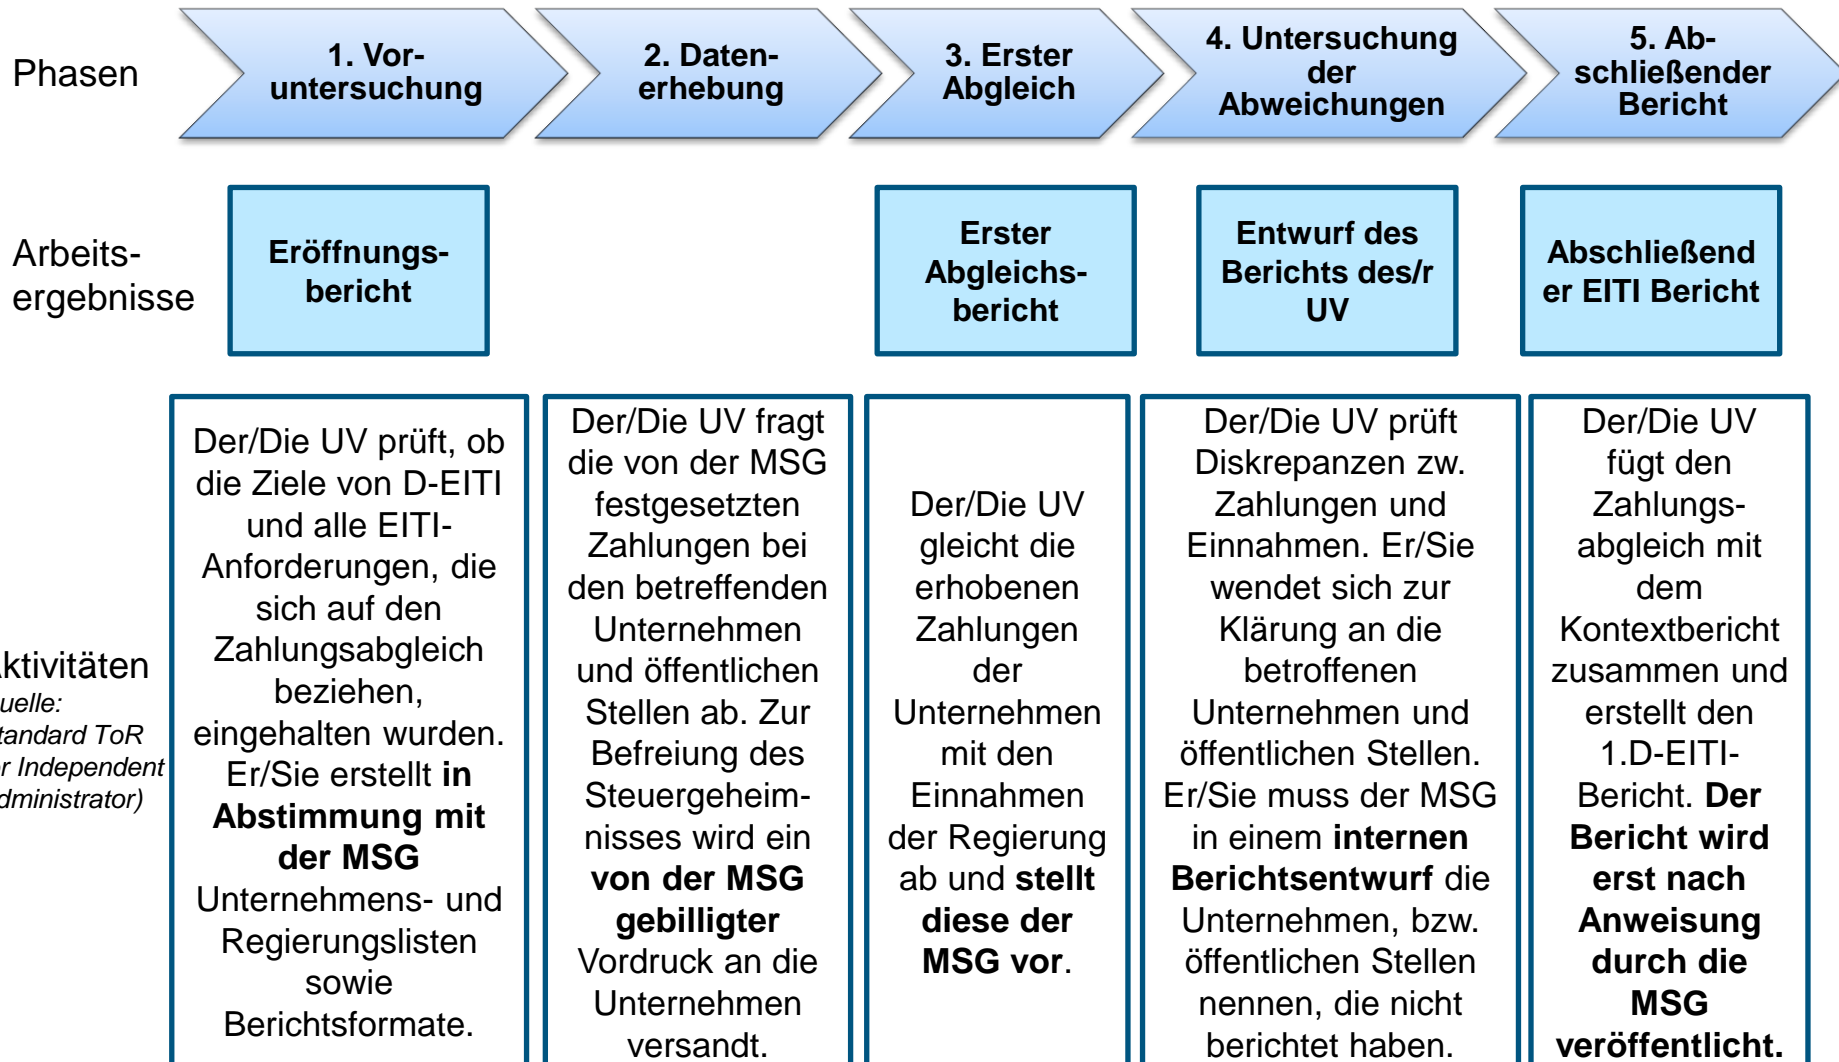 Phasen
1. Vor-
untersuchung
2. Daten-
erhebung
3. Erster
Abgleich
4. Untersuchung
der
Abweichungen
5. Ab-
schließender
Bericht
Arbeits-
ergebnisse
Eröffnungs-
bericht
Erster
Abgleichs-
bericht
Entwurf des
Berichts des/r
UV
Abschließend
er EITI Bericht
ktivitäten
uelle:
tandard ToR
r Independent
dministrator)
Der/Die UV prüft, ob
die Ziele von D-EITI
und alle EITI-
Anforderungen, die
sich auf den
Zahlungsabgleich
beziehen,
eingehalten wurden.
Er/Sie erstellt in
Abstimmung mit
der MSG
Unternehmens- und
Regierungslisten
sowie
Berichtsformate.
Der/Die UV fragt
die von der MSG
festgesetzten
Zahlungen bei
den betreffenden
Unternehmen
und öffentlichen
Stellen ab. Zur
Befreiung des
Steuergeheim-
nisses wird ein
von der MSG
gebilligter
Vordruck an die
Unternehmen
versandt.
Der/Die UV
gleicht die
erhobenen
Zahlungen
der
Unternehmen
mit den
Einnahmen
der Regierung
ab und stellt
diese der
MSG vor.
Der/Die UV prüft
Diskrepanzen zw.
Zahlungen und
Einnahmen. Er/Sie
wendet sich zur
Klärung an die
betroffenen
Unternehmen und
öffentlichen Stellen.
Er/Sie muss der MSG
in einem internen
Berichtsentwurf die
Unternehmen, bzw.
öffentlichen Stellen
nennen, die nicht
berichtet haben.
Der/Die UV
fügt den
Zahlungs-
abgleich mit
dem
Kontextbericht
zusammen und
erstellt den
1.D-EITI-
Bericht. Der
Bericht wird
erst nach
Anweisung
durch die
MSG
veröffentlicht.